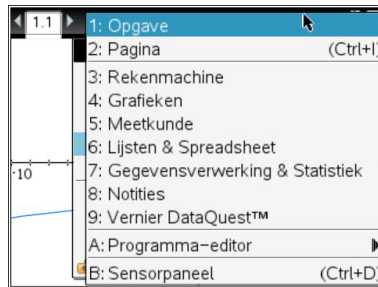 1.1
1: Opgave
2: Pagina (Ctrl+I)
3: Rekenmachine
4: Grafieken
5: Meetkunde
6: Lijsten & Spreadsheet
7: Gegevensverwerking & Statistiek
8: Notities
9: Vernier DataQuest™
-10
A: Programma-editor
B: Sensorpaneel (Ctrl+D)